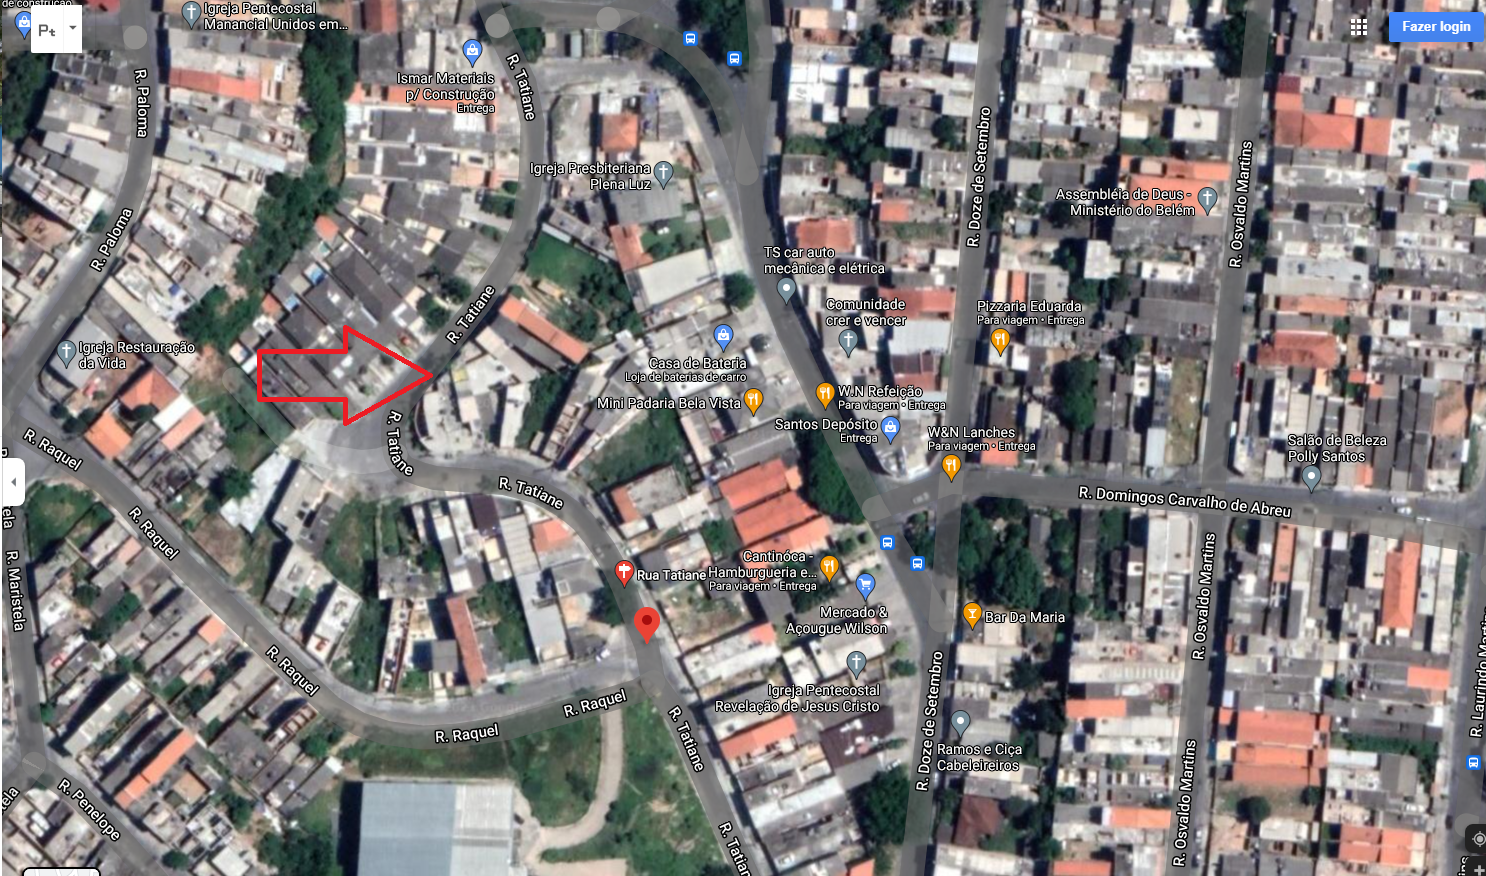 de construção
Pt
Igreja Pentecostal
Manancial Unidos em...
Fazer login
Ismar Materiais
p/ Construção
Entrega
R. Tatiane
R. Paloma
Igreja Presbiteriana
Plena Luz
R. Doze de Setembro
Assembléia de Deus -
Ministério do Belém
R. Osvaldo Martins
R. Paloma
TS car auto
mecânica e elétrica
R. Tatiane
Comunidade
crer e vencer
Pizzaria Eduarda
Para viagem • Entrega
Igreja Restauração
da Vida
Casa de Bateria
Loja de baterias de carro
Mini Padaria Bela Vista
W.N Refeição
Para viagem • Entrega
Santos Depósito
Entrega
W&N Lanches
Para viagem • Entrega
R. Tatiane
R. Raquel
Salão de Beleza
Polly Santos
R. Tatiane
R. Domingos Carvalho de Abreu
R. Raquel
R. Maristela
Cantinóca -
Hamburgueria e...
Para viagem • Entrega
Rua Tatiane
R. Osvaldo Martins
Mercado &
Açougue Wilson
Bar Da Maria
R. Raquel
Igreja Pentecostal
Revelação de Jesus Cristo
R. Raquel
R. Raquel
R. Tatiane
R. Doze de Setembro
R. Laurindo Martin
Ramos e Ciça
Cabeleireiros
R. Penelope
R. Osvaldo Martins
R. Tatian